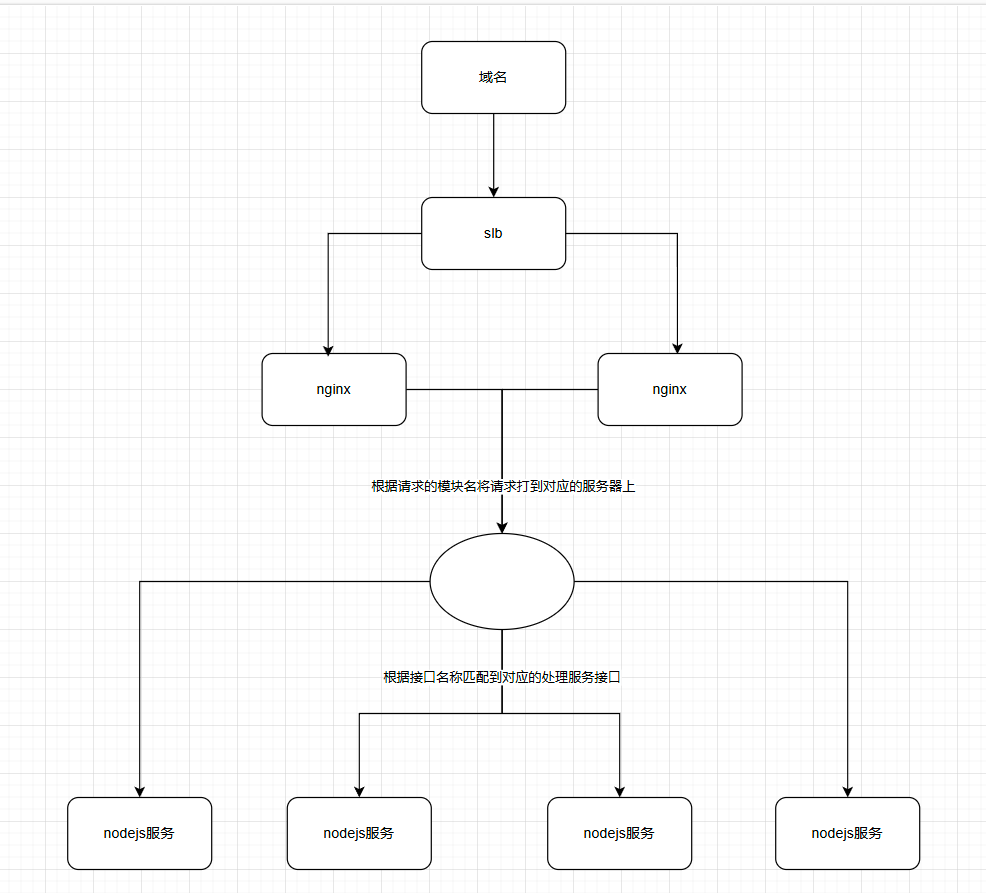 域名
slb
nginx
nginx
根据请求的模块名将请求打到对应的服务器上
根据接口名称匹配到对应的处理服务接口
nodejs服务
nodejs服务
nodejs服务
nodejs服务